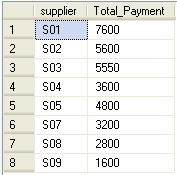 supplier Total_Payment
1 S01 7600
2 S02 5600
3 S03 5550
4 S04 3600
5 S05 4800
6 S07 3200
7 S08 2800
8 S09 1600